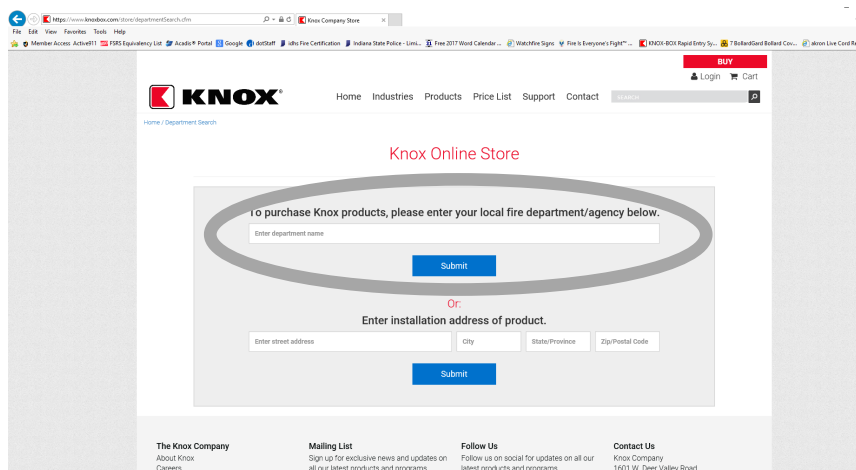 https://www.knoxbox.com/store/departmentSearch.cfm
Knox Company Store
File Edit View Favorites Tools Help
Member Access Active911 FSRS Equivalency List Acadis® Portal Google dotStaff idhs Fire Certification Indiana State Police - Limi... Free 2017 Word Calendar ... Watchfire Signs Fire Is Everyone's Fight™ ... KNOX-BOX Rapid Entry Sy... 7 BollardGard Bollard Cov... akron Live Cord Re
BUY
Login Cart
KNOX®
Home Industries Products Price List Support Contact SEARCH
Home / Department Search
Knox Online Store
To purchase Knox products, please enter your local fire department/agency below.
Enter department name
Submit
Or:
Enter installation address of product.
Enter street address City State/Province Zip/Postal Code
Submit
The Knox Company Mailing List Follow Us Contact Us
About Knox Sign up for exclusive news and updates on Follow us on social for updates on all our Knox Company
Careers all our latest products and programs. latest products and programs. 1601 W. Deer Valley Road